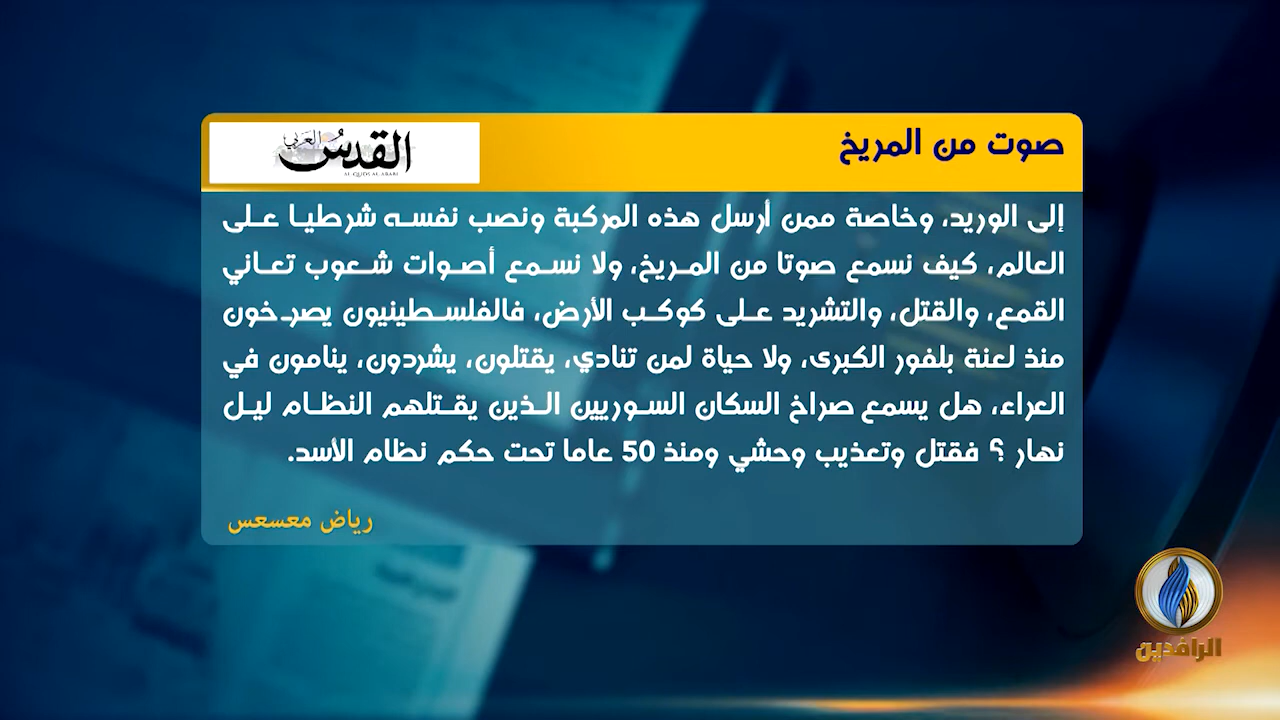 صوت من المريخ
القدس العربي
AL-QUDS AL-ARABI
إلى الوريد، وخاصة ممن أرسل هذه المركبة ونصب نفسه شرطيا على
العالم، كيف نسمع صوتا من المريخ، ولا نسمع أصوات شعوب تعاني
القمع، والقتل، والتشريد على كوكب الأرض، فالفلسطينيون يصرخون
منذ لعنة بلفور الكبرى، ولا حياة لمن تنادي، يقتلون، يشردون، ينامون في
العراء، هل يسمع صراخ السكان السوريين الذين يقتلهم النظام ليل
نهار ؟ فقتل وتعذيب وحشي ومنذ 50 عاما تحت حكم نظام الأسد.
رياض معسعس
الرافدين